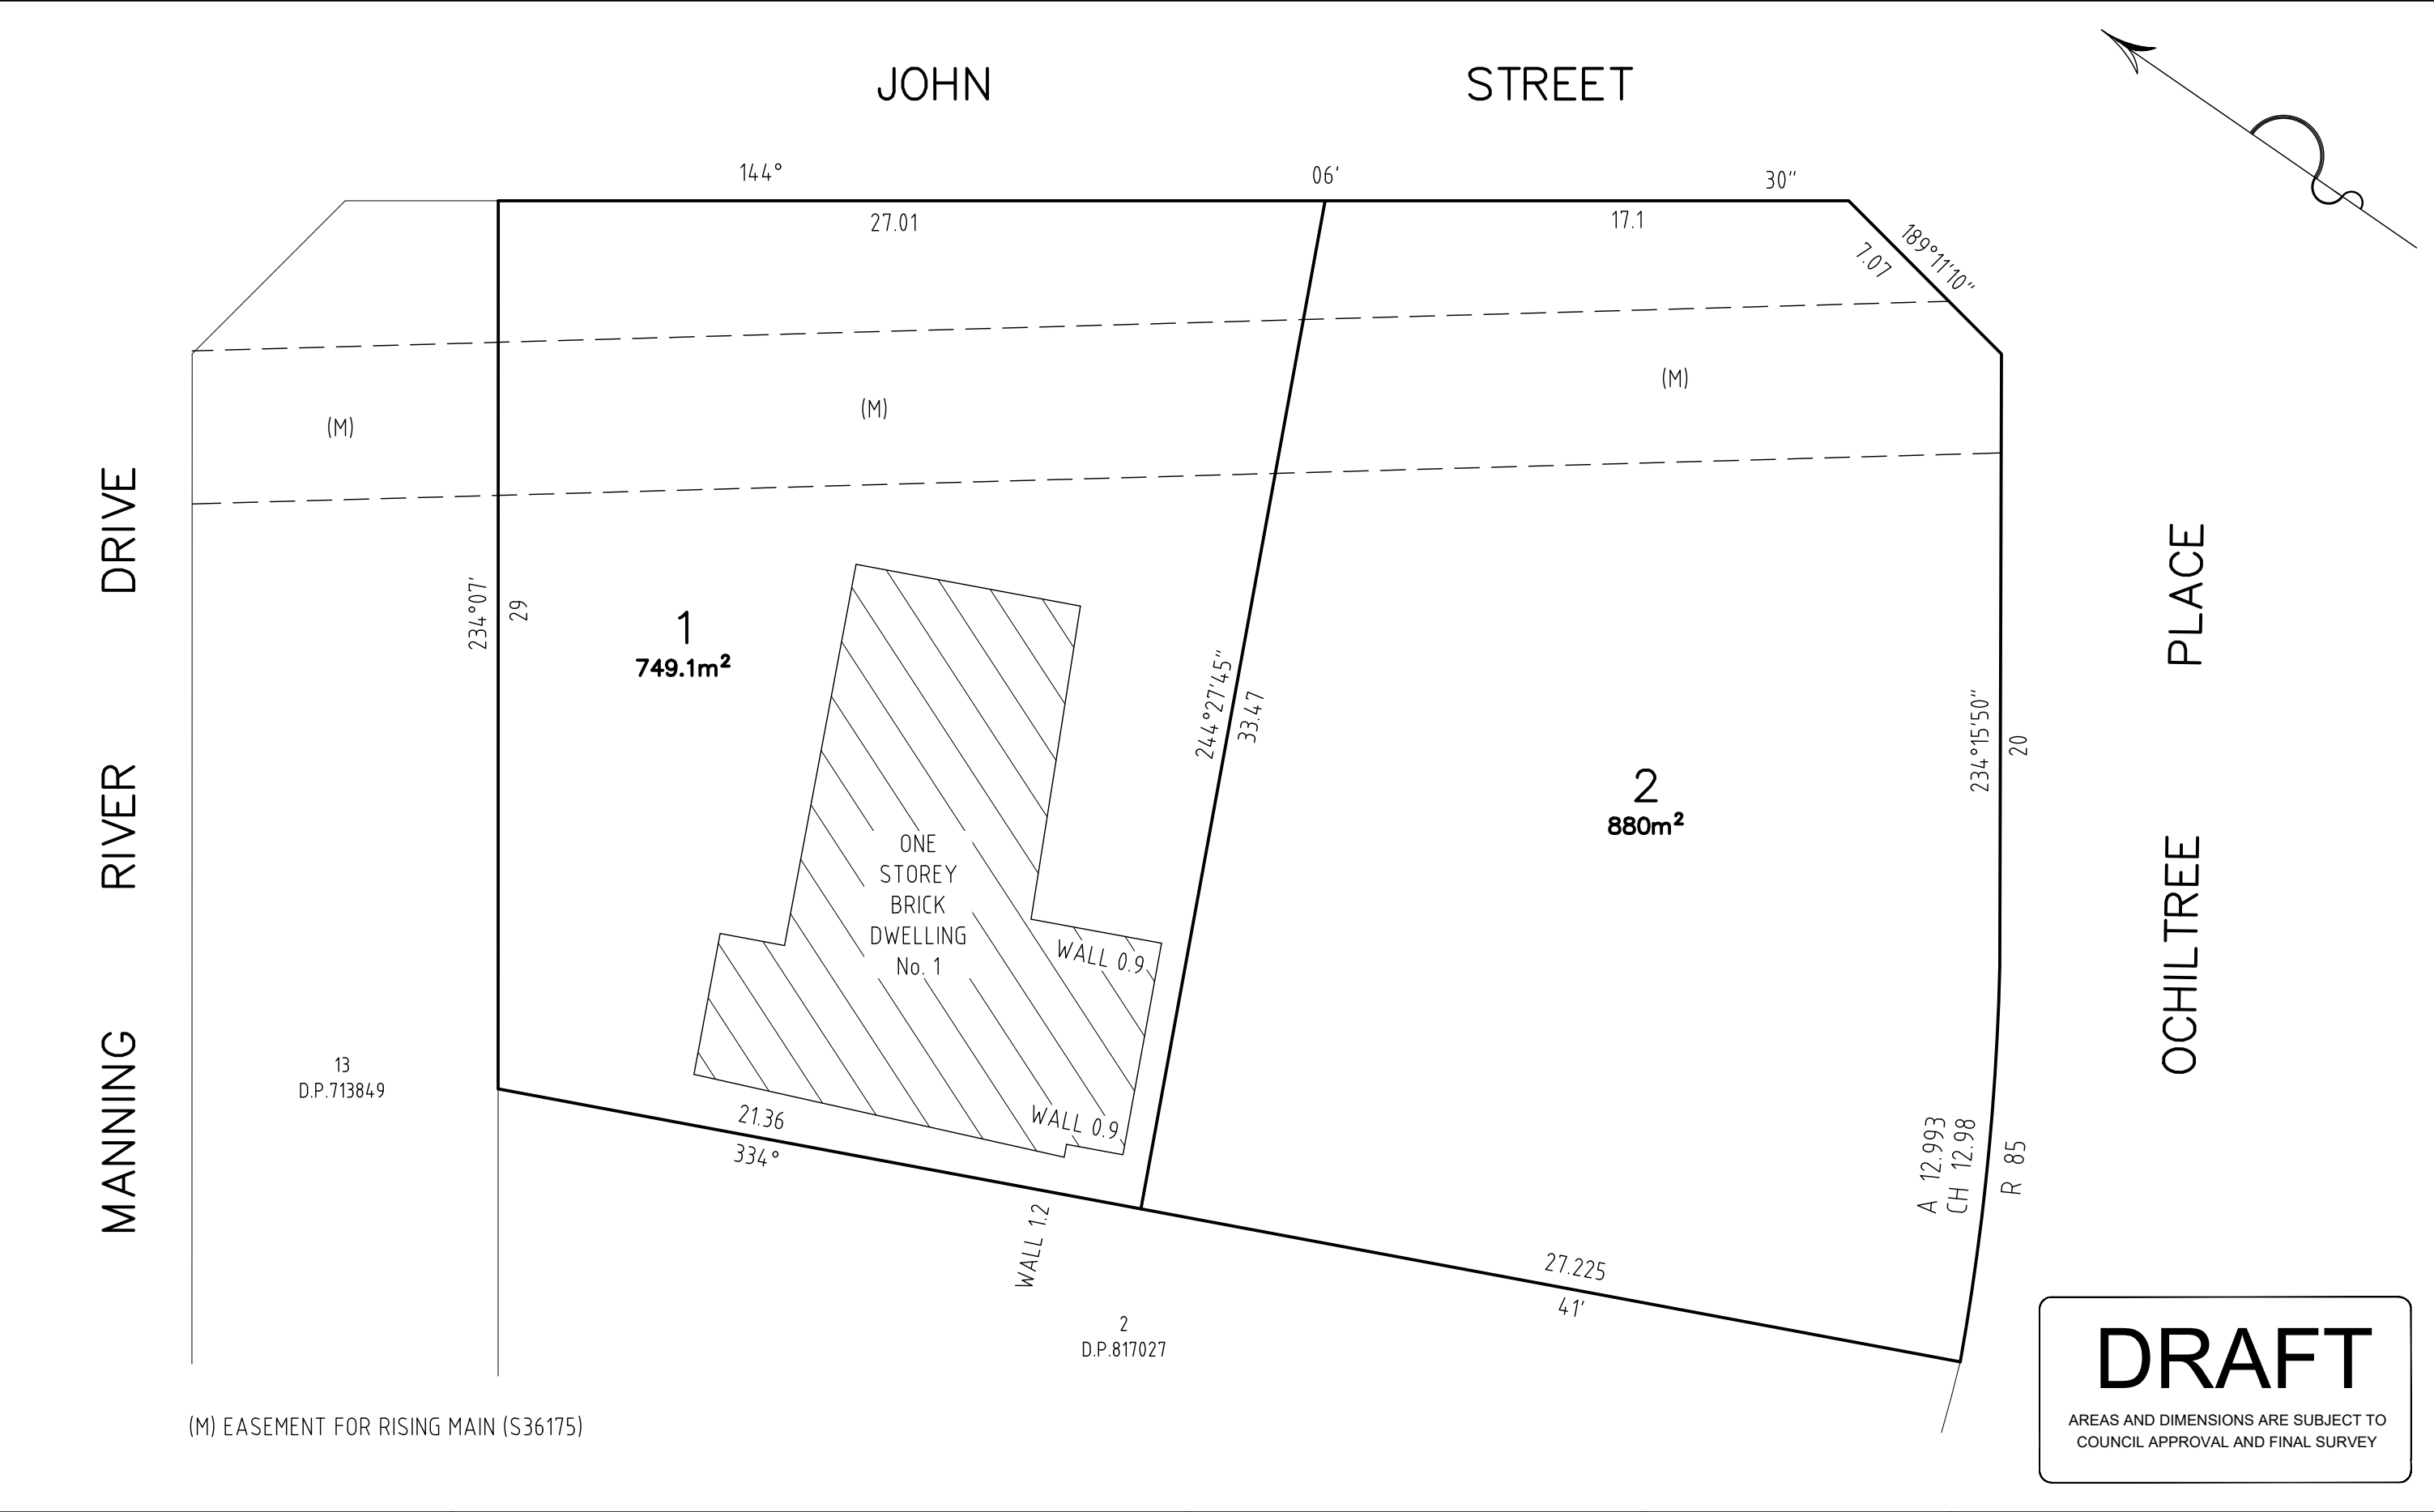 JOHN STREET
144° 06' 30"
27.01
17.1
189°11'10"
7.07
(M)
(M)
(M)
MANNING RIVER DRIVE
234°07'
29
1
749.1m²
244°27'45"
33.47
2
880m²
234°15'50"
20
OCHILTREE PLACE
ONE
STOREY
BRICK
DWELLING
No. 1
WALL 0.9
WALL 0.9
13
D.P.713849
21.36
334° 41'
WALL 1.2
27.225
A 12.993
CH 12.98
R 85
2
D.P.817027
(M) EASEMENT FOR RISING MAIN (S36175)
DRAFT
AREAS AND DIMENSIONS ARE SUBJECT TO
COUNCIL APPROVAL AND FINAL SURVEY